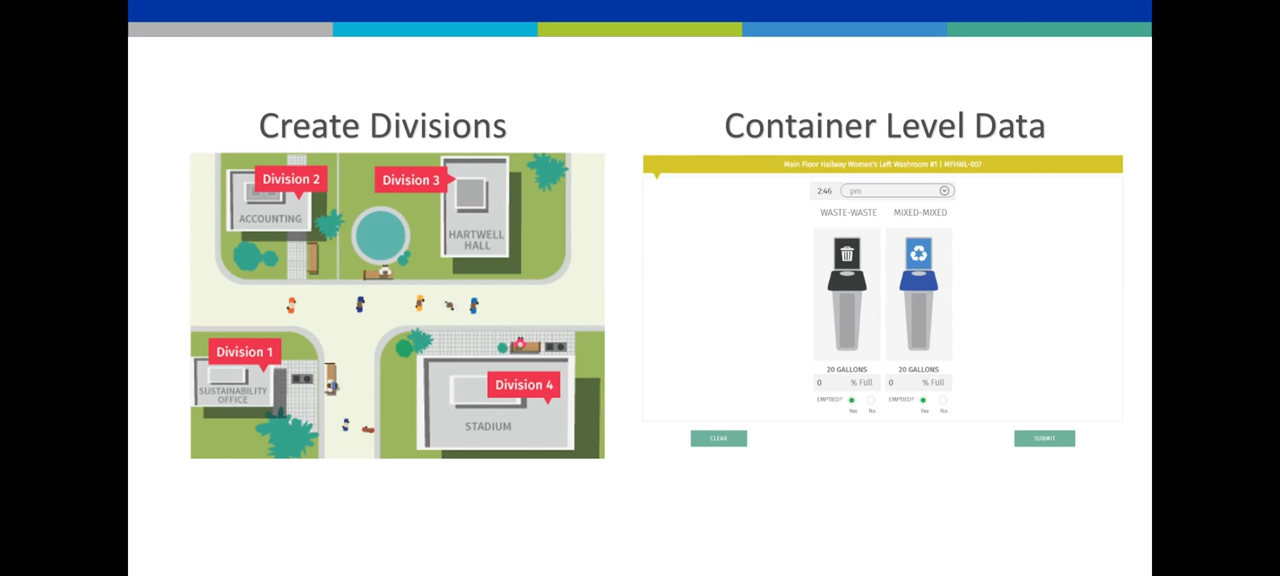 Create Divisions
Division 2
ACCOUNTING
Division 3
HARTWELL
HALL
Division 1
SUSTAINABILITY
OFFICE
Division 4
STADIUM
Container Level Data
Main Floor Hallway Women's Left Washroom #1 | MFHWL-007
2:46 pm
WASTE-WASTE MIXED-MIXED
20 GALLONS 20 GALLONS
0 % Full 0 % Full
EMPTIED? EMPTIED?
Yes No Yes No
CLEAR SUBMIT